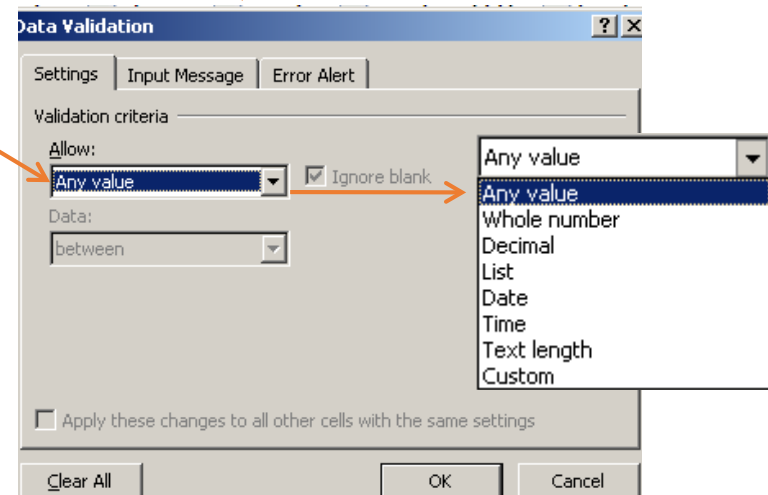 Data Validation
Settings Input Message Error Alert
Validation criteria
Allow:
Any value
Ignore blank
Data:
between
Any value
Any value
Whole number
Decimal
List
Date
Time
Text length
Custom
Apply these changes to all other cells with the same settings
Clear All OK Cancel